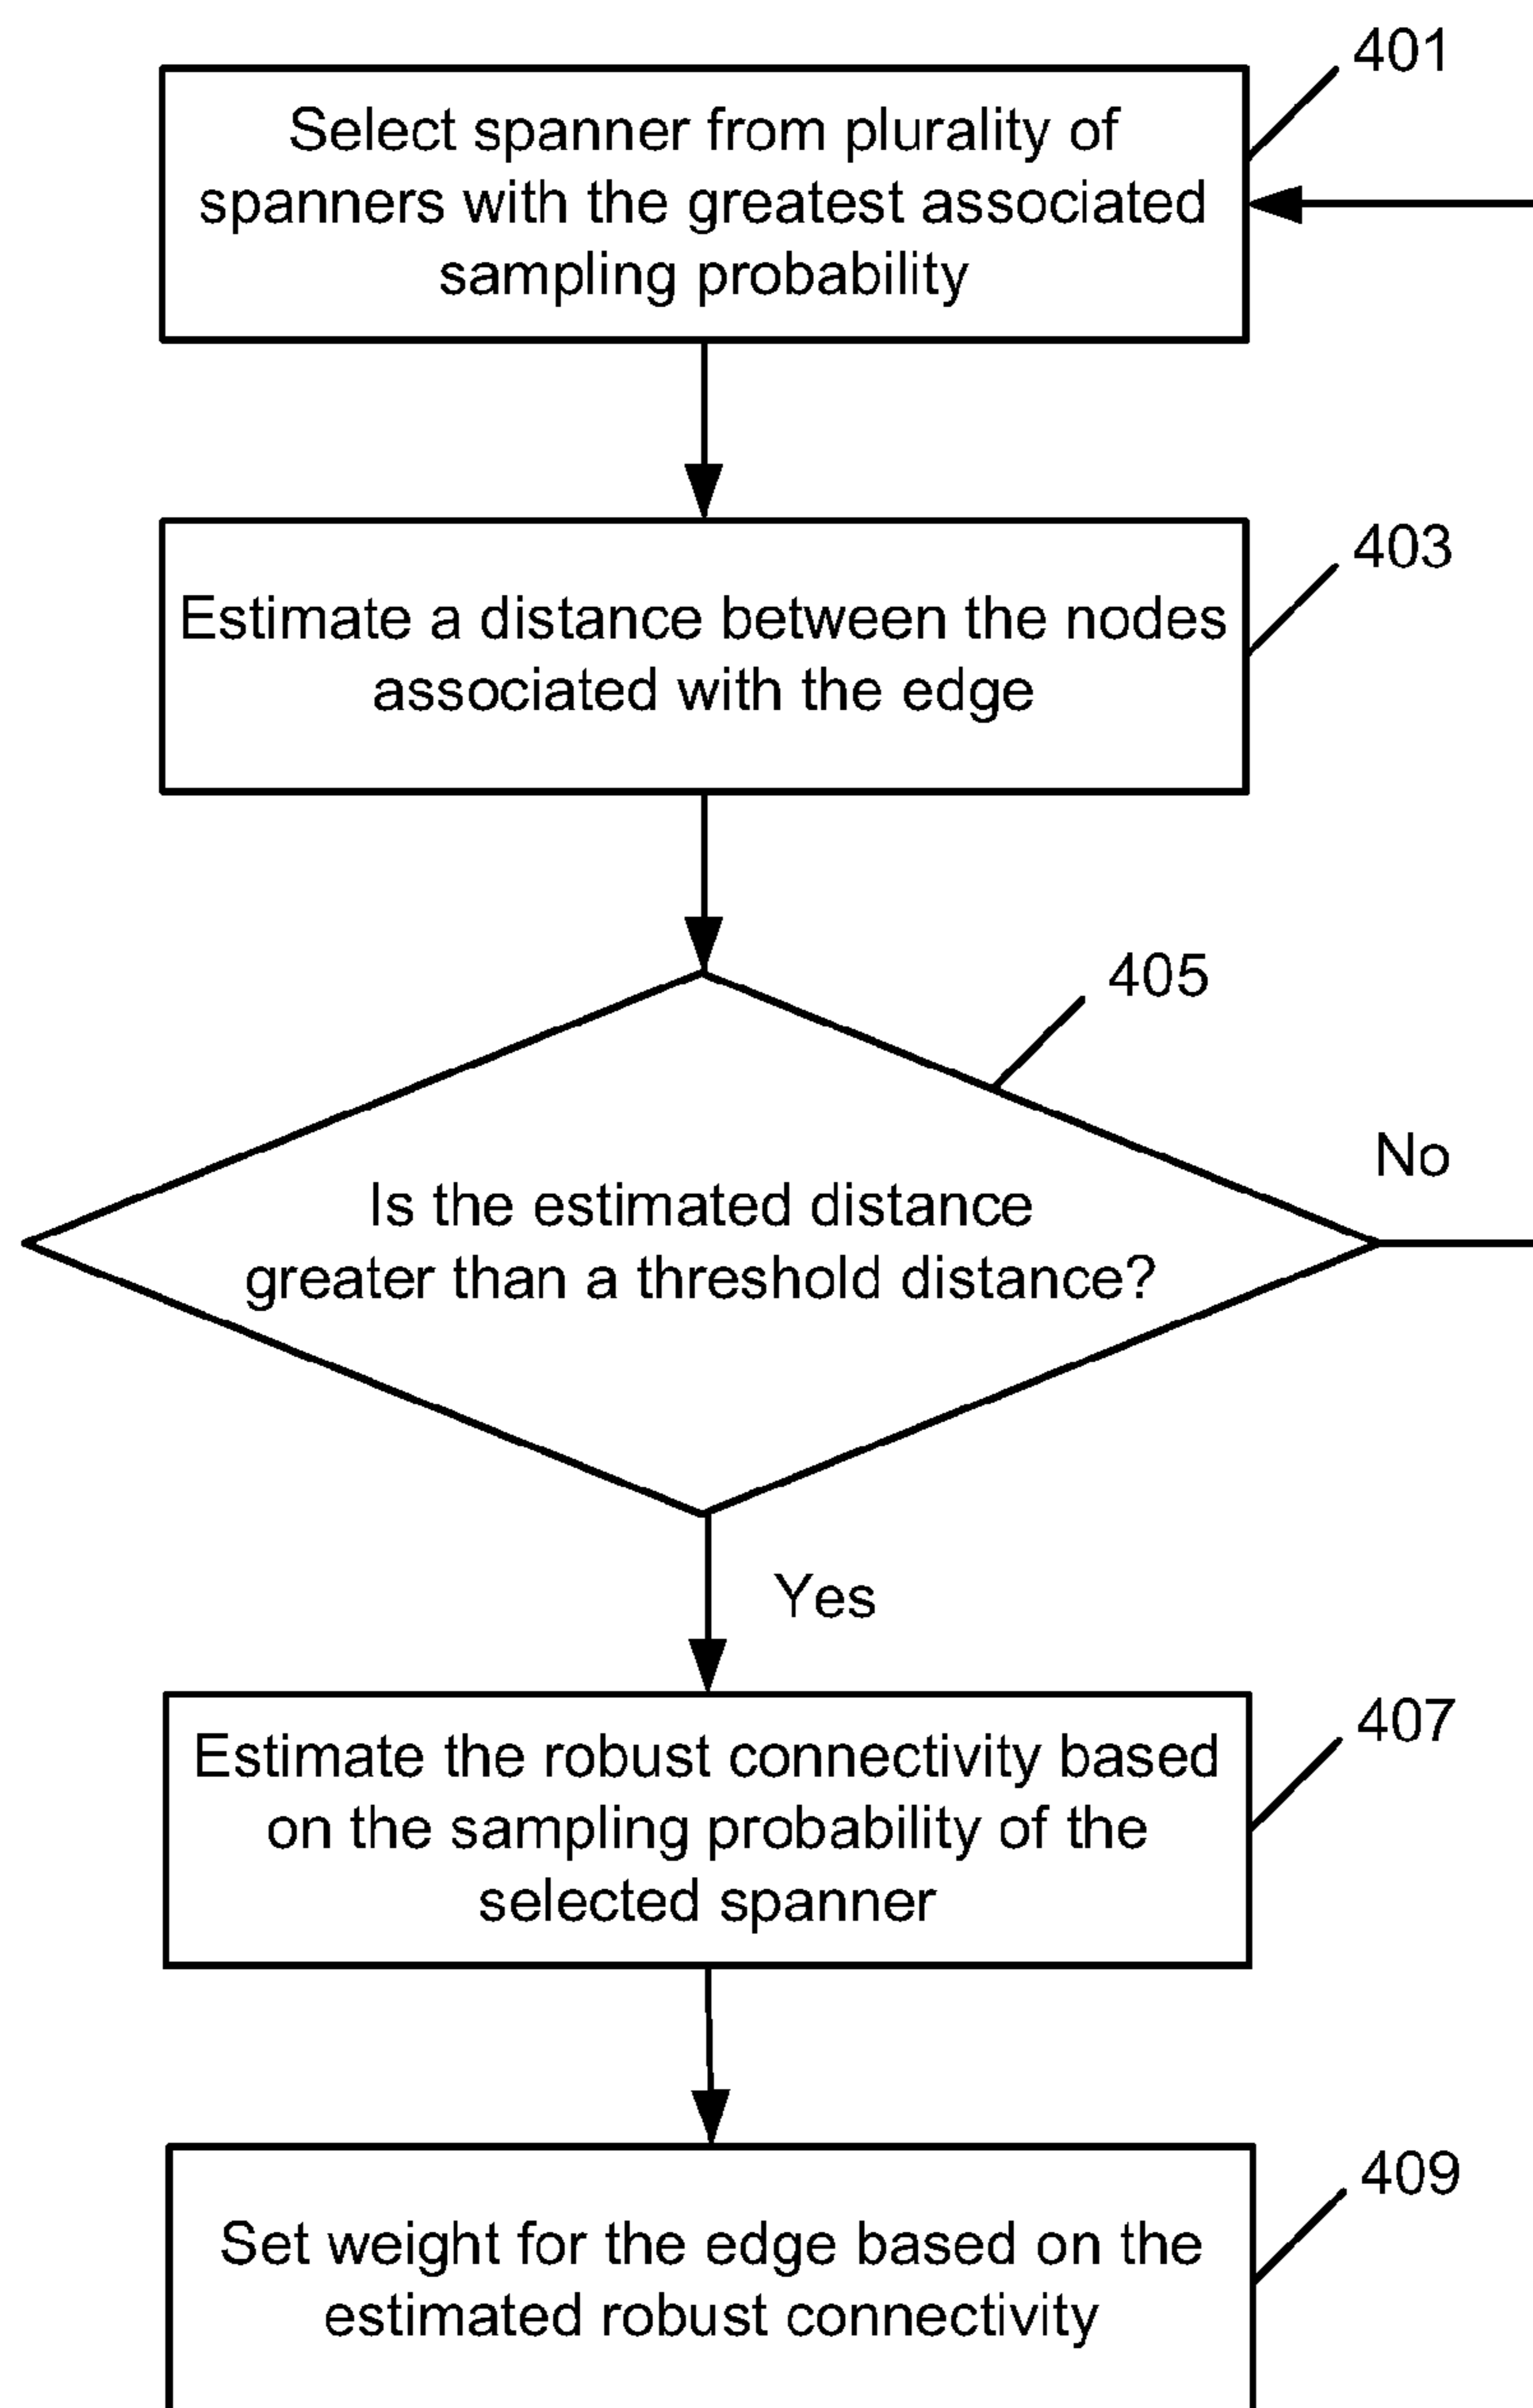 401
Select spanner from plurality of
spanners with the greatest associated
sampling probability
403
Estimate a distance between the nodes
associated with the edge
405
No
Is the estimated distance
greater than a threshold distance?
Yes
407
Estimate the robust connectivity based
on the sampling probability of the
selected spanner
409
Set weight for the edge based on the
estimated robust connectivity